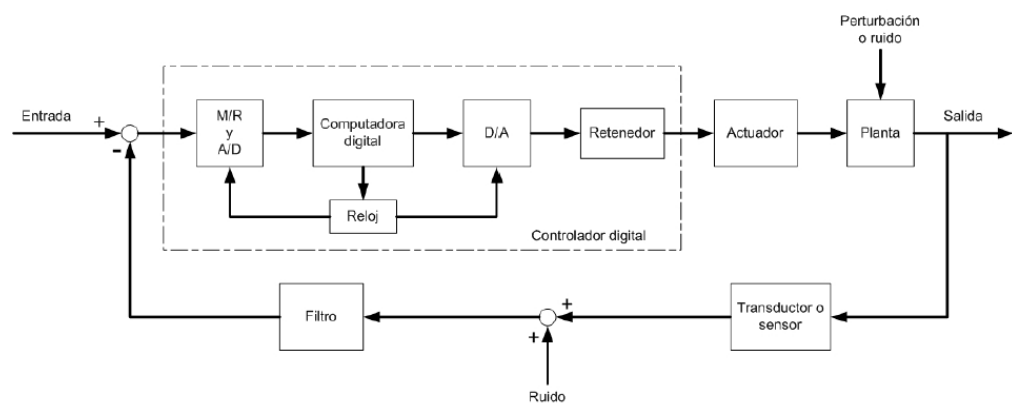 Perturbación
o ruido
Entrada
+
-
M/R
y
A/D
Computadora
digital
D/A
Retenedor
Actuador
Planta
Salida
Reloj
Controlador digital
Filtro
+
+
Transductor o
sensor
Ruido